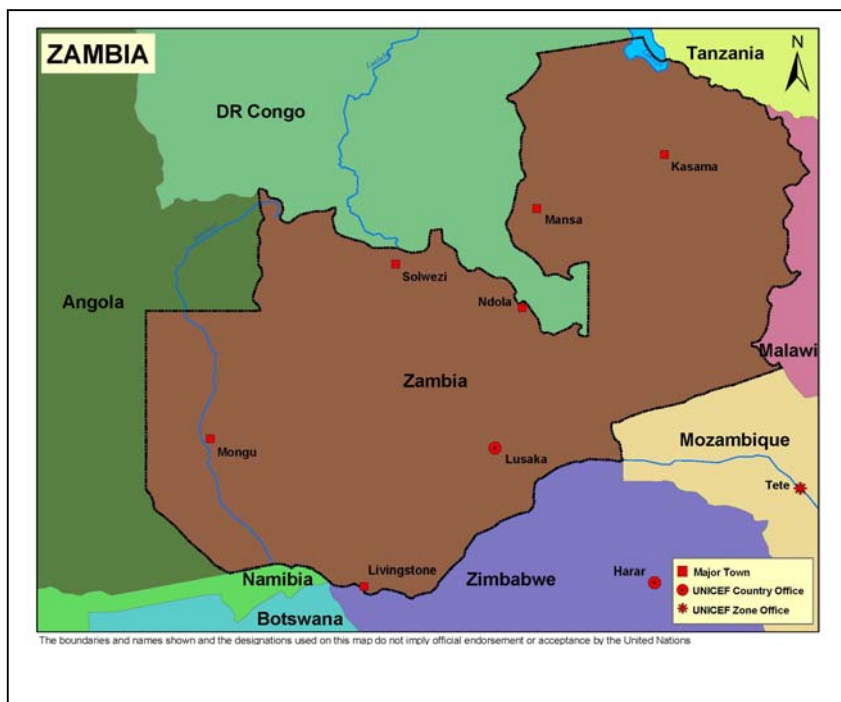 ZAMBIA
N
Tanzania
DR Congo
Kasama
Mansa
Solwezi
Angola
Ndola
Malawi
Zambia
Mozambique
Mongu
Lusaka
Tete
Livingstone
Namibia
Zimbabwe
Harar
Botswana
Major Town
UNICEF Country Office
UNICEF Zone Office
The boundaries and names shown and the designations used on this map do not imply official endorsement or acceptance by the United Nations